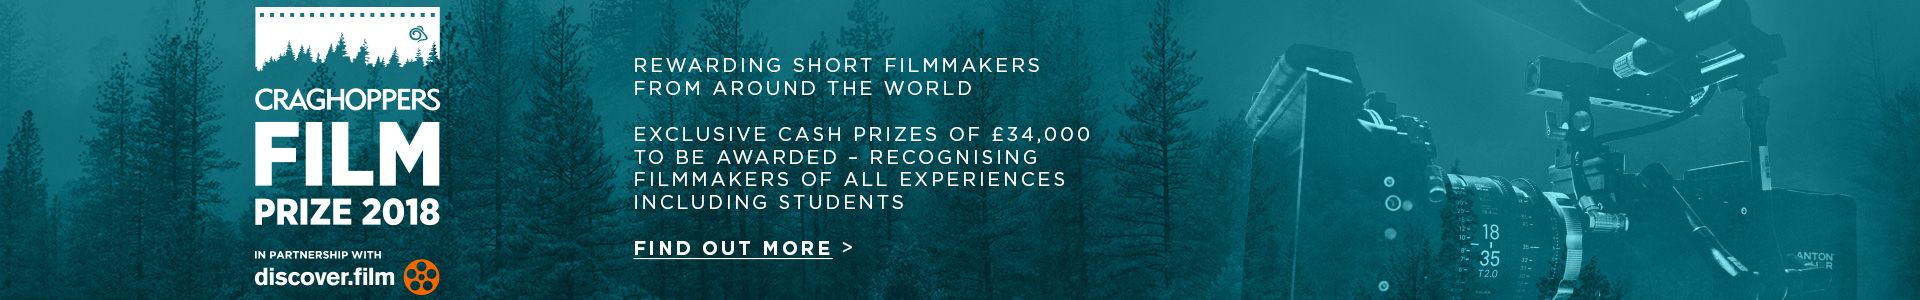 CRAGHOPPERS
FILM
PRIZE 2018
IN PARTNERSHIP WITH
discover.film
REWARDING SHORT FILMMAKERS
FROM AROUND THE WORLD
EXCLUSIVE CASH PRIZES OF £34,000
TO BE AWARDED – RECOGNISING
FILMMAKERS OF ALL EXPERIENCES
INCLUDING STUDENTS
FIND OUT MORE >
18
35
T2.0
ANTON